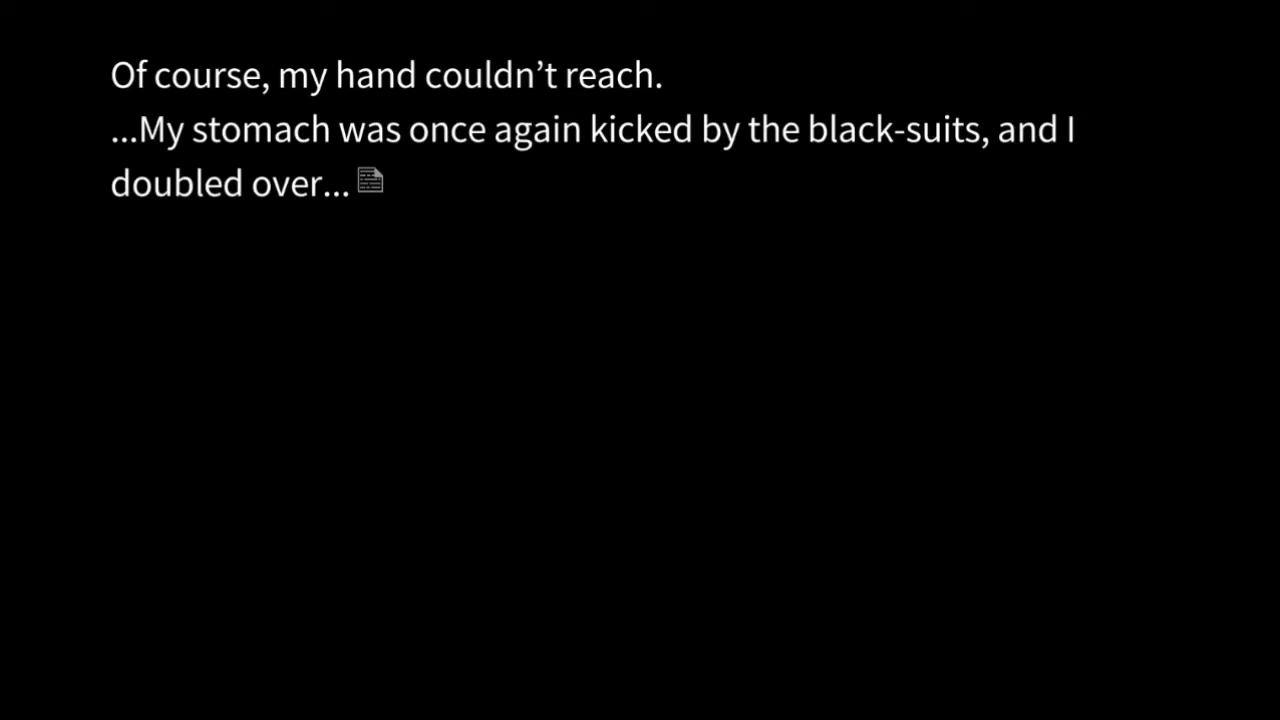 Of course, my hand couldn’t reach.
...My stomach was once again kicked by the black-suits, and I
doubled over...